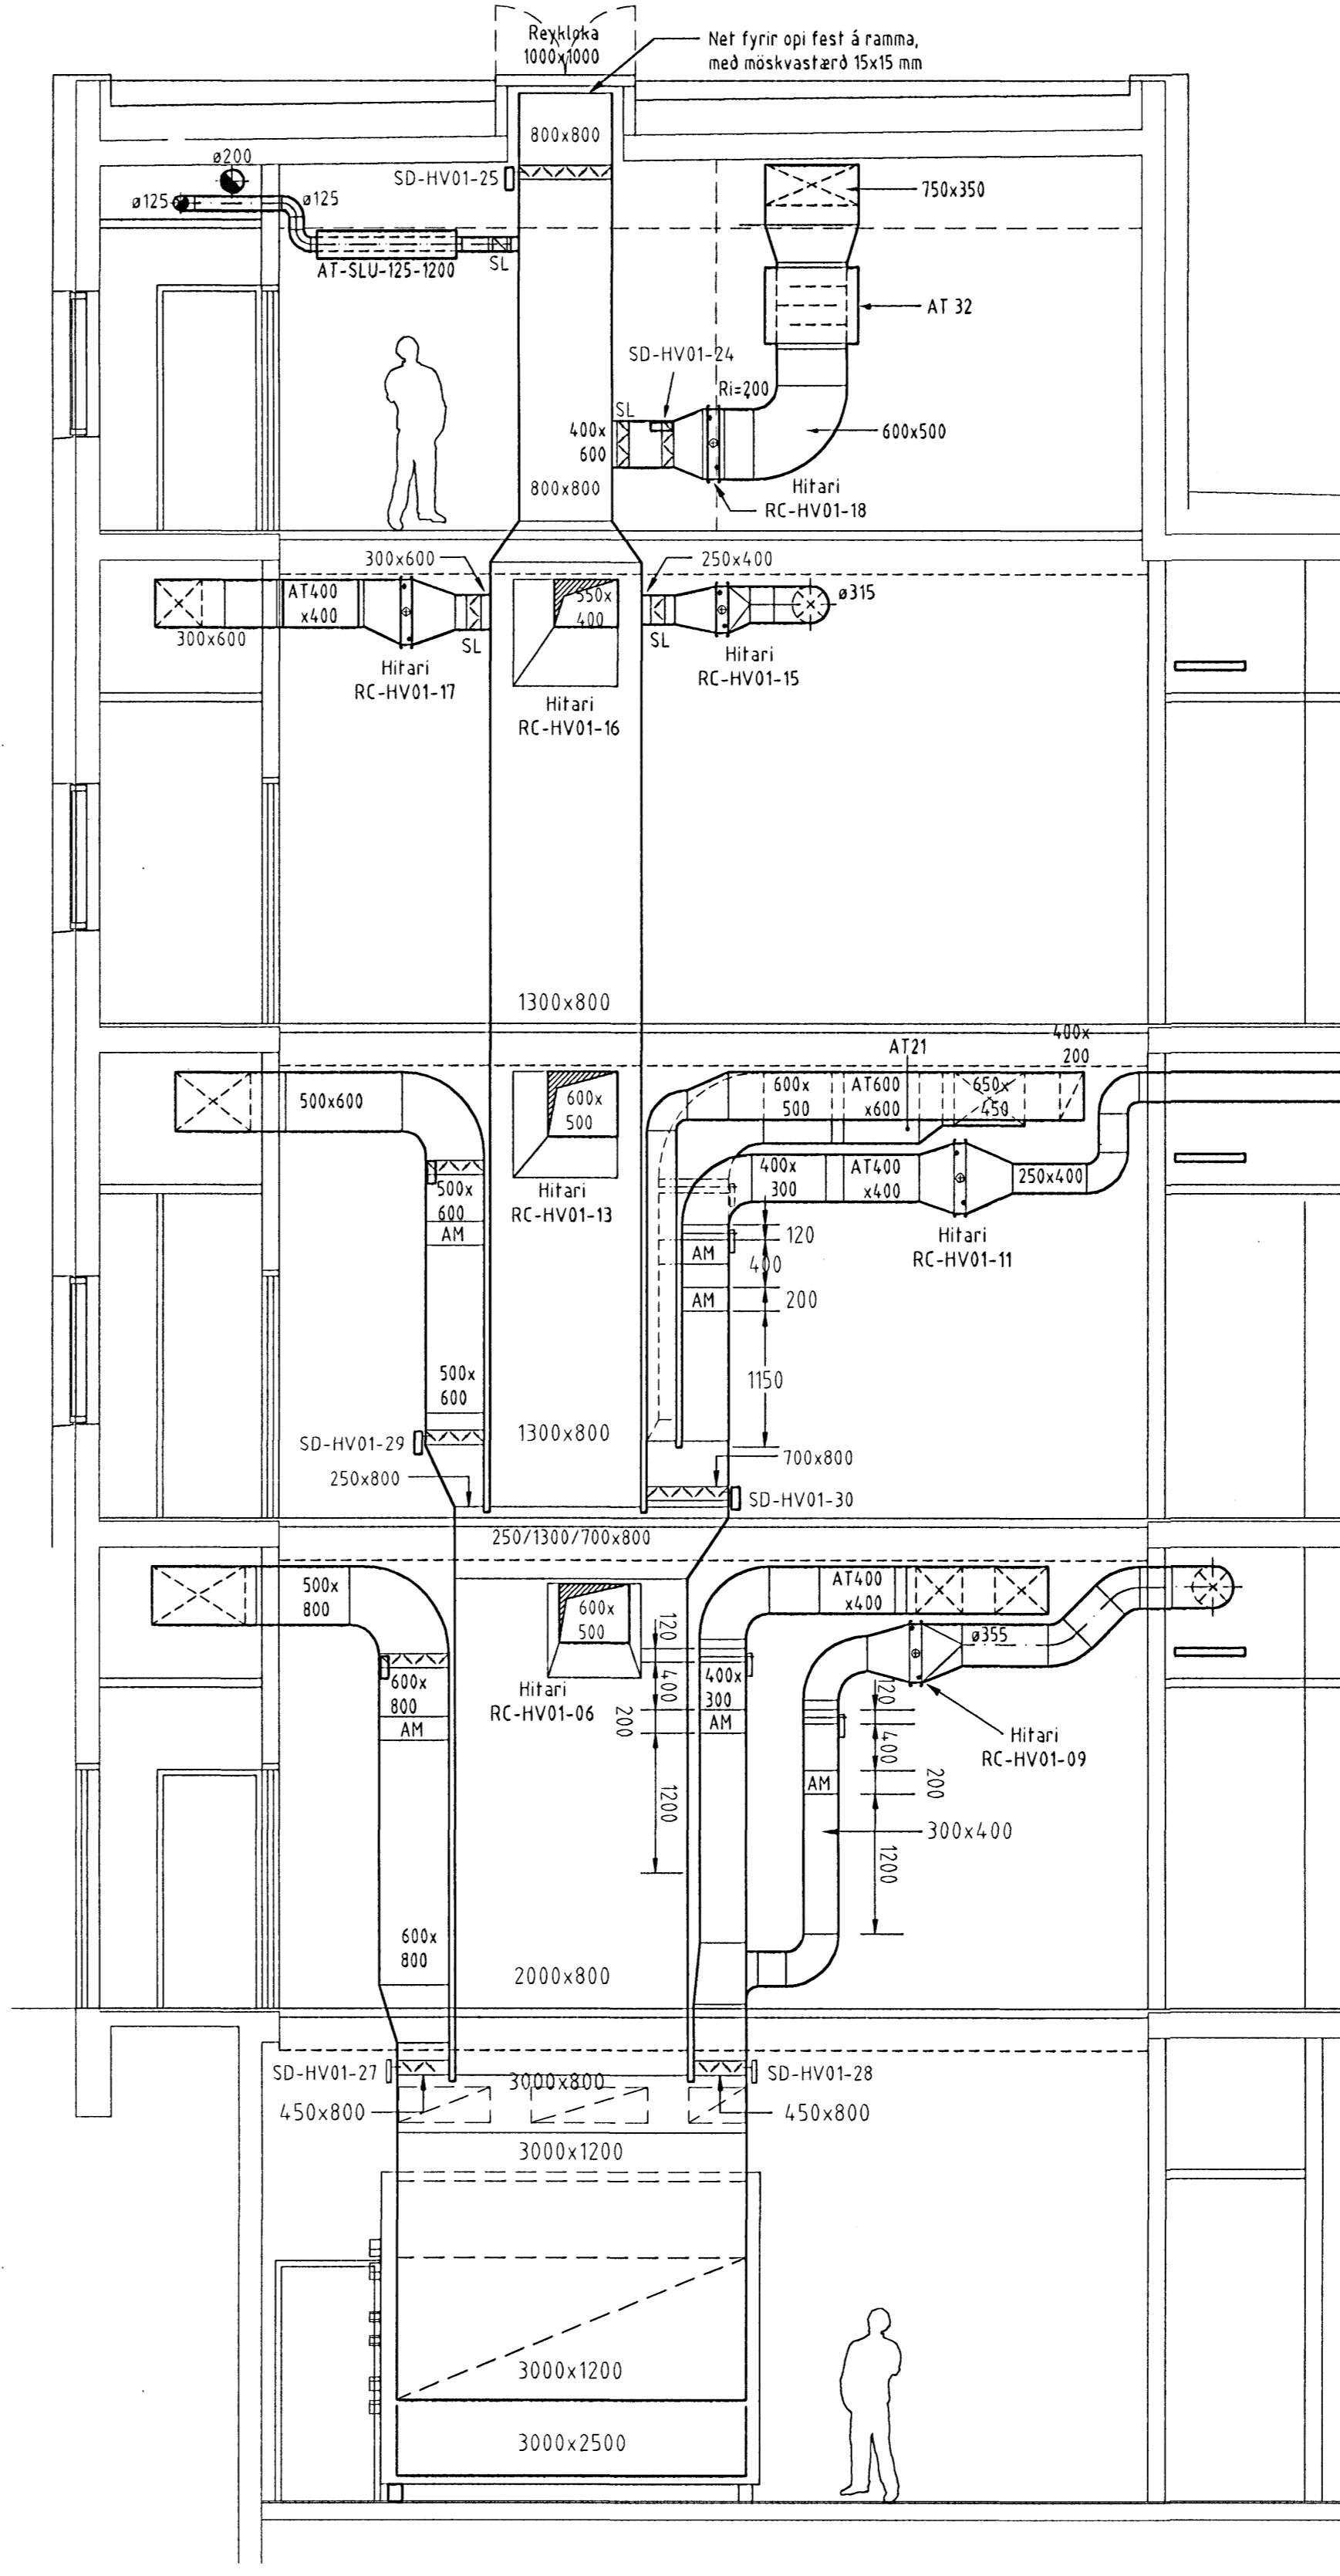 Reykloka
1000x1000
Net fyrir opi fest á ramma,
með möskvastærð 15x15 mm
800x800
ø200
SD-HV01-25
750x350
ø125
ø125
SL
AT-SLU-125-1200
AT 32
SD-HV01-24
Ri=200
SL
400x
600
600x500
800x800
Hitari
RC-HV01-18
300x600
250x400
AT400
x400
550x
400
ø315
300x600
SL
SL
Hitari
RC-HV01-17
Hitari
RC-HV01-15
Hitari
RC-HV01-16
1300x800
400x
200
AT21
500x600
600x
500
600x
500
AT600
x600
650x
450
400x
300
AT400
x400
250x400
500x
600
Hitari
RC-HV01-13
AM
Hitari
RC-HV01-11
120
AM
400
AM
200
500x
600
1150
1300x800
SD-HV01-29
700x800
250x800
SD-HV01-30
250/1300/700x800
500x
800
AT400
x400
600x
500
120
ø355
600x
800
400
400x
300
Hitari
RC-HV01-06
120
200
AM
AM
Hitari
RC-HV01-09
400
AM
200
1200
300x400
1200
600x
800
2000x800
SD-HV01-27
3000x800
SD-HV01-28
450x800
450x800
3000x1200
3000x1200
3000x2500